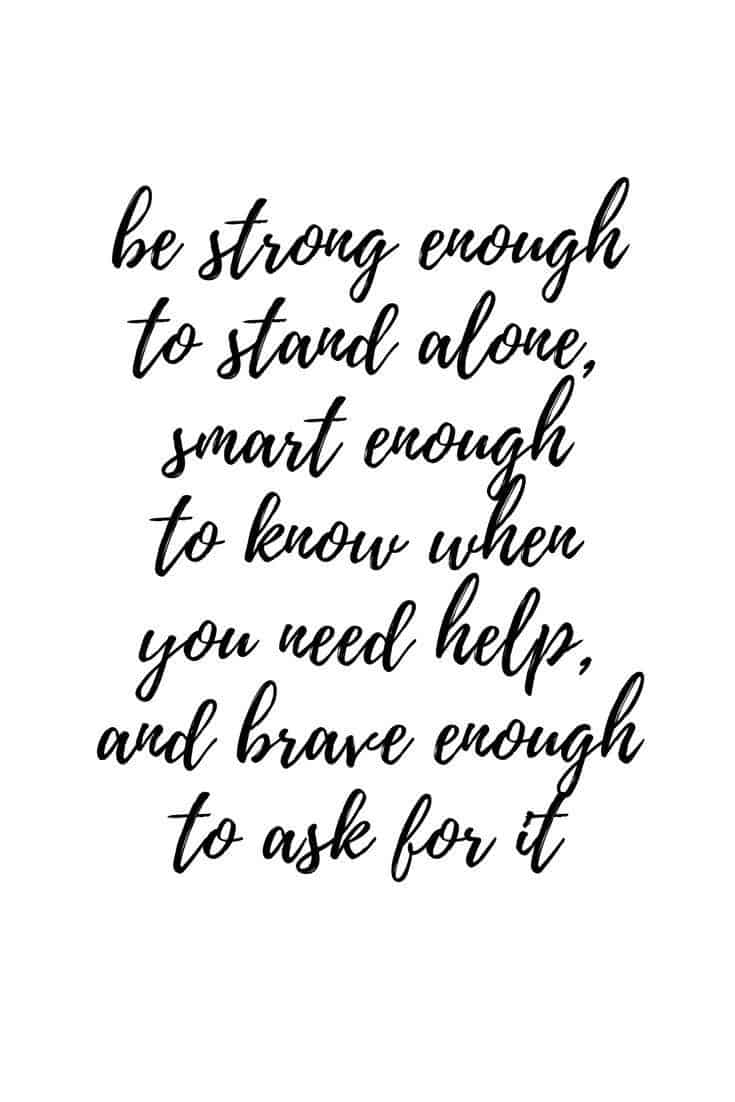 be strong enough
to stand alone,
smart enough
to know when
you need help,
and brave enough
to ask for it